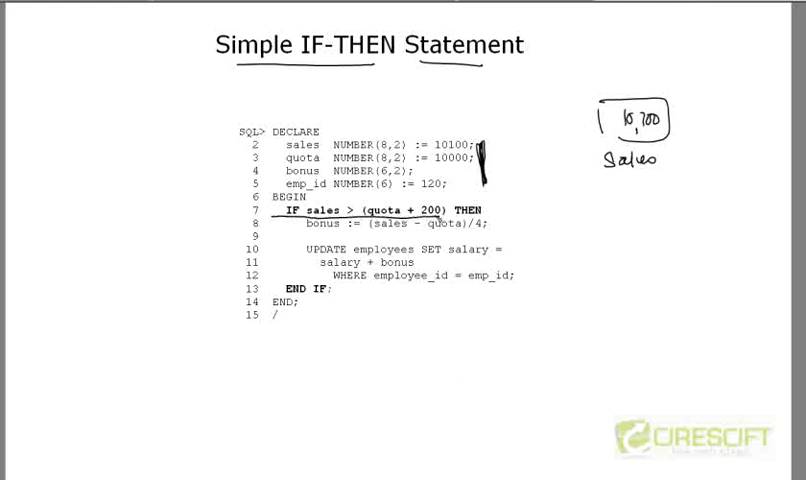 Simple IF-THEN Statement
SQL> DECLARE
2 sales NUMBER(8,2) := 10100;
3 quota NUMBER(8,2) := 10000;
4 bonus NUMBER(6,2);
5 emp_id NUMBER(6) := 120;
6 BEGIN
7 IF sales > (quota + 200) THEN
8 bonus := (sales - quota)/4;
9
10 UPDATE employees SET salary =
11 salary + bonus
12 WHERE employee_id = emp_id;
13 END IF;
14 END;
15 /
Sales
CIRESCIFT